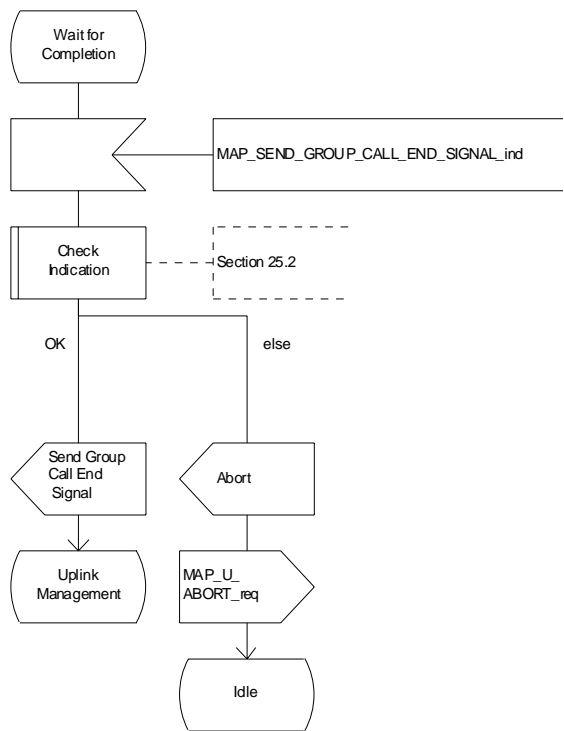 Wait for
Completion
MAP_SEND_GROUP_CALL_END_SIGNAL_ind
Check
Indication
Section 25.2
OK
else
Send Group
Call End
Signal
Abort
Uplink
Management
MAP_U_
ABORT_req
Idle